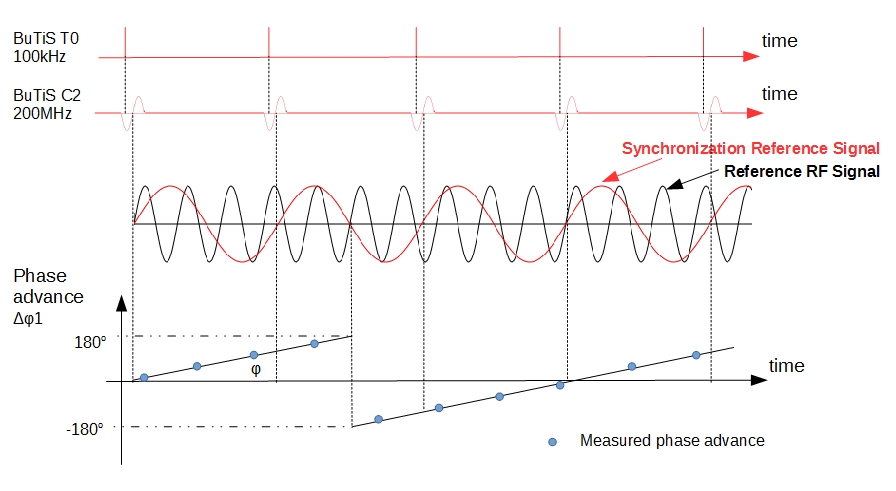 BuTiS T0
100kHz
time
BuTiS C2
200MHz
time
Synchronization Reference Signal
Reference RF Signal
Phase
advance
Δφ1
180°
φ
time
-180°
Measured phase advance